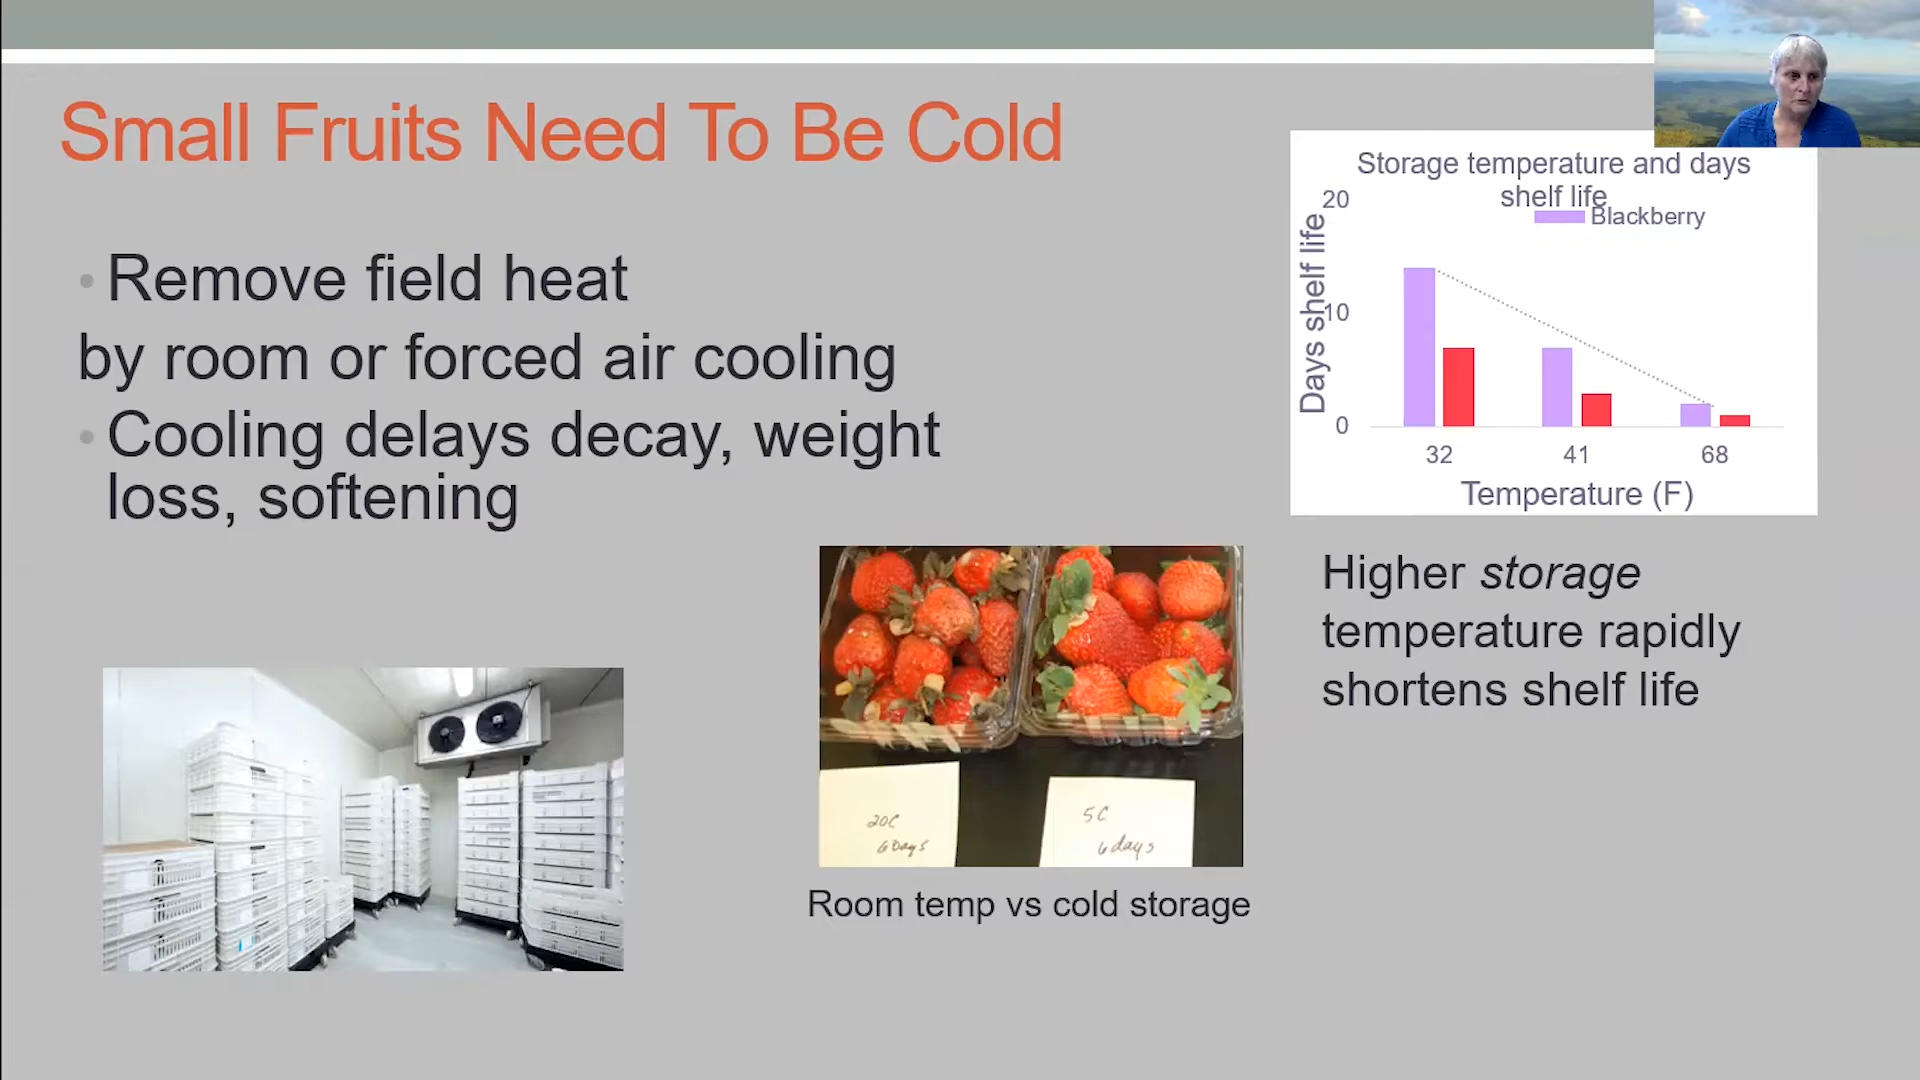 Small Fruits Need To Be Cold
Remove field heat
by room or forced air cooling
Cooling delays decay, weight
loss, softening
Storage temperature and days
shelf life
Blackberry
Days shelf life
20
10
0
32 41 68
Temperature (F)
Higher storage
temperature rapidly
shortens shelf life
20C
6 Days
5C
6 days
Room temp vs cold storage